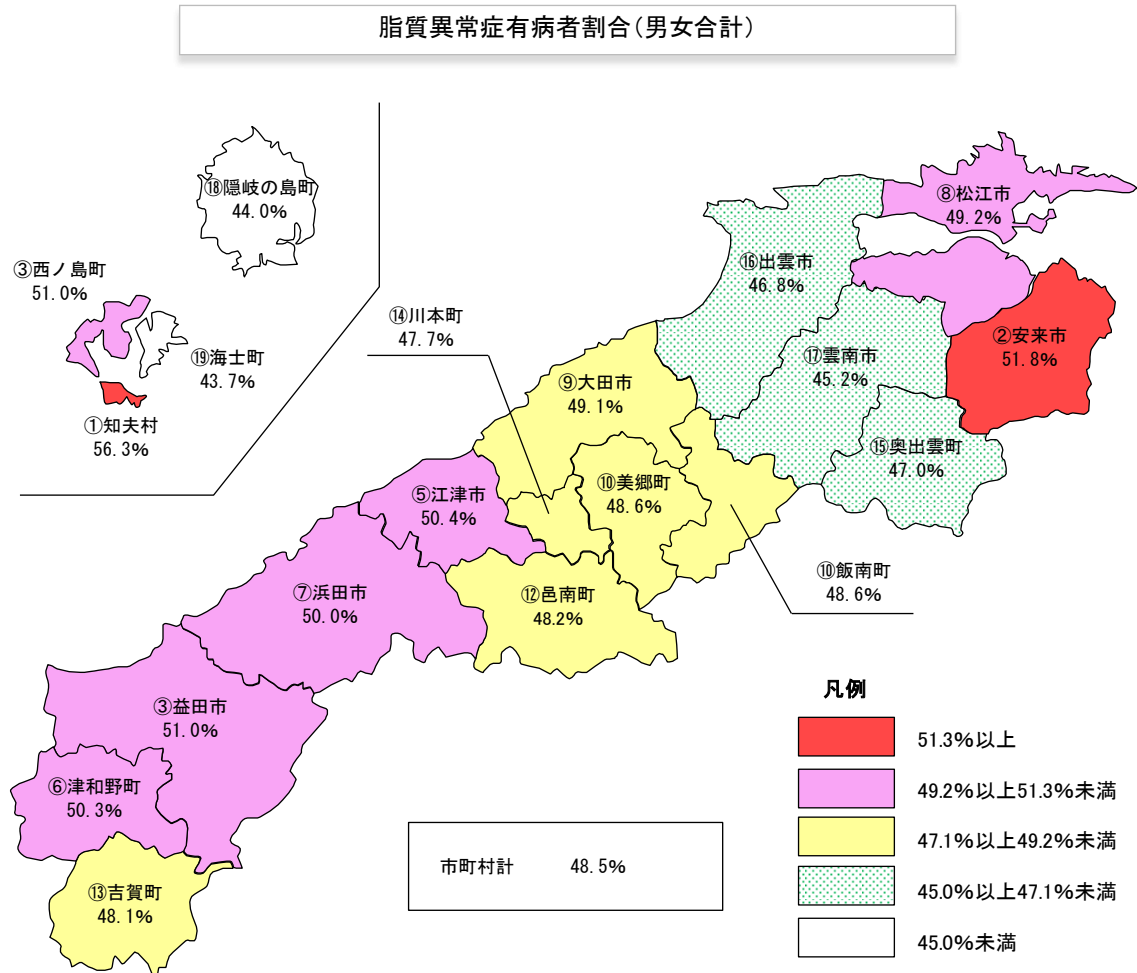 脂質異常症有病者割合(男女合計)
⑱隠岐の島町
44.0%
③西ノ島町
51.0%
⑲海士町
43.7%
①知夫村
56.3%
⑧松江市
49.2%
⑯出雲市
46.8%
②安来市
51.8%
⑰雲南市
45.2%
⑮奥出雲町
47.0%
⑭川本町
47.7%
⑨大田市
49.1%
⑩美郷町
48.6%
⑤江津市
50.4%
⑩飯南町
48.6%
⑦浜田市
50.0%
⑫邑南町
48.2%
③益田市
51.0%
⑥津和野町
50.3%
⑬吉賀町
48.1%
市町村計 48.5%
凡例
51.3%以上
49.2%以上51.3%未満
47.1%以上49.2%未満
45.0%以上47.1%未満
45.0%未満